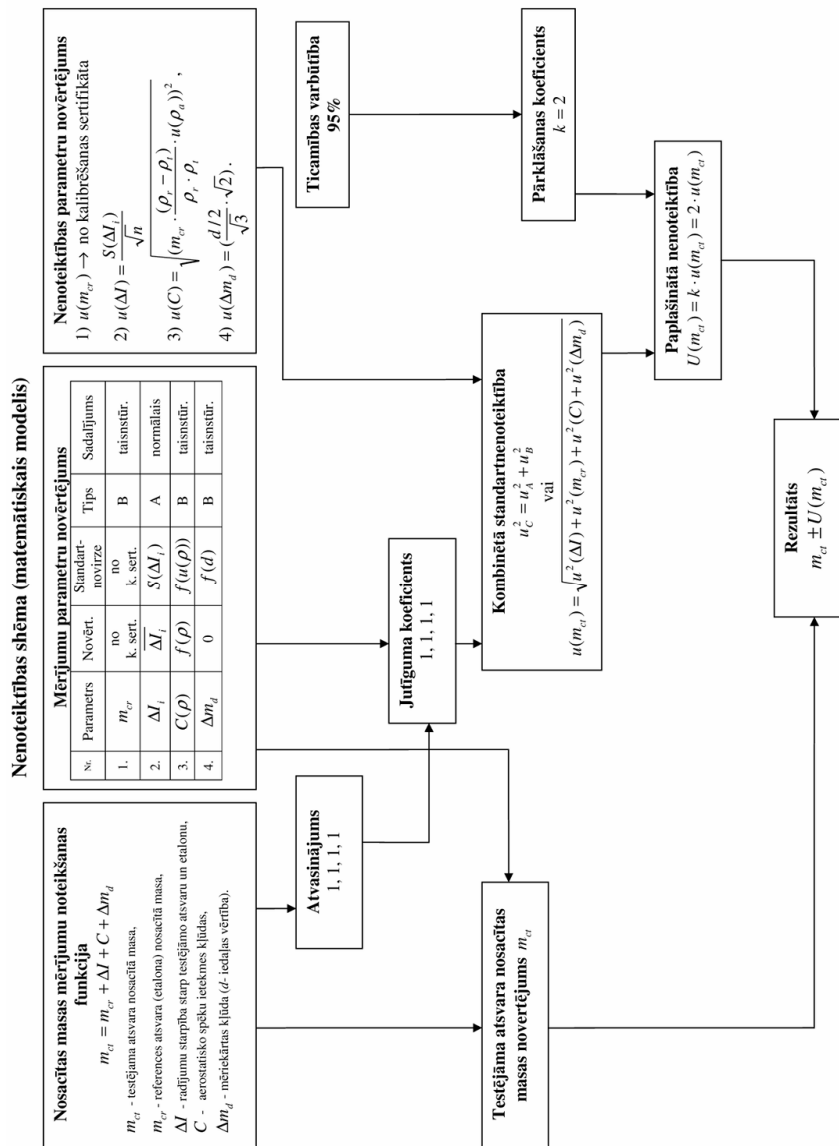 Nenoteiktības shēma (matemātiskais modelis)
Nosacītas masas mērījumu noteikšanas
funkcija
m_ct = m_cr + ΔI + C + Δm_d
m_ct - testējama atsvara nosacītā masa,
m_cr - references atsvara (etalona) nosacītā masa,
ΔI - radījumu starpība starp testējāmo atsvaru un etalonu,
C - aerostatisko spēku ietekmes kļūdas,
Δm_d - mēriekārtas kļūda (d- iedaļas vērtība).
Mērījumu parametru novērtējums
Nr. Parametrs Novērt. Standart-novirze Tips Sadalījums
1. m_cr no k. sert. no k. sert. B taisnstūr.
2. ΔI_i \overline{ΔI_i} S(ΔI_i) A normālais
3. C(ρ) f(ρ) f(u(ρ)) B taisnstūr.
4. Δm_d 0 f(d) B taisnstūr.
Nenoteiktības parametru novērtējums
1) u(m_cr) → no kalibrēšanas sertifikāta
2) u(ΔI) = S(ΔI_i) / √n
3) u(C) = √((m_cr · (ρ_r − ρ_t) / (ρ_r · ρ_t) · u(ρ_a))²) ,
4) u(Δm_d) = (d/2 / √3 · √2) .
Atvasinājums
1, 1, 1, 1
Jutīguma koeficients
1, 1, 1, 1
Ticamības varbūtība
95%
Testējāma atsvara nosacītas
masas novertējums m_ct
Kombinētā standartnenoteiktība
u_C² = u_A² + u_B²
vai
u(m_ct) = √(u²(ΔI) + u²(m_cr) + u²(C) + u²(Δm_d))
Pārklāšanas koeficients
k = 2
Paplašinātā nenoteiktība
U(m_ct) = k · u(m_ct) = 2 · u(m_ct)
Rezultāts
m_ct ± U(m_ct)